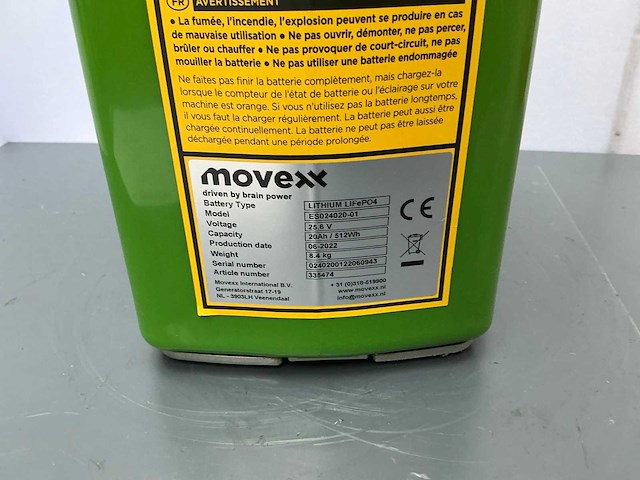 FR AVERTISSEMENT
• La fumée, l'incendie, l'explosion peuvent se produire en cas
de mauvaise utilisation • Ne pas ouvrir, démonter, ne pas percer,
brûler ou chauffer • Ne pas provoquer de court-circuit, ne pas
mouiller la batterie • Ne pas utiliser une batterie endommagée
Ne faites pas finir la batterie complètement, mais chargez-la
lorsque le compteur de l'état de batterie ou l'éclairage sur votre
machine est orange. Si vous n'utilisez pas la batterie longtemps,
il vous faut la charger régulièrement. La batterie peut aussi être
chargée continuellement. La batterie ne peut pas être laissée
déchargée pendant une période prolongée.
movexx
driven by brain power
Battery Type LITHIUM LiFePO4
Model ES024020-01
Voltage 25.6 V
Capacity 20Ah / 512Wh
Production date 06-2022
Weight 8.4 kg
Serial number 0240200122060943
Article number 335474
CE
Movexx International B.V.
Generatorstraat 17-19
NL - 3903LH Veenendaal
+ 31 (0)318-519900
www.movexx.nl
info@movexx.nl